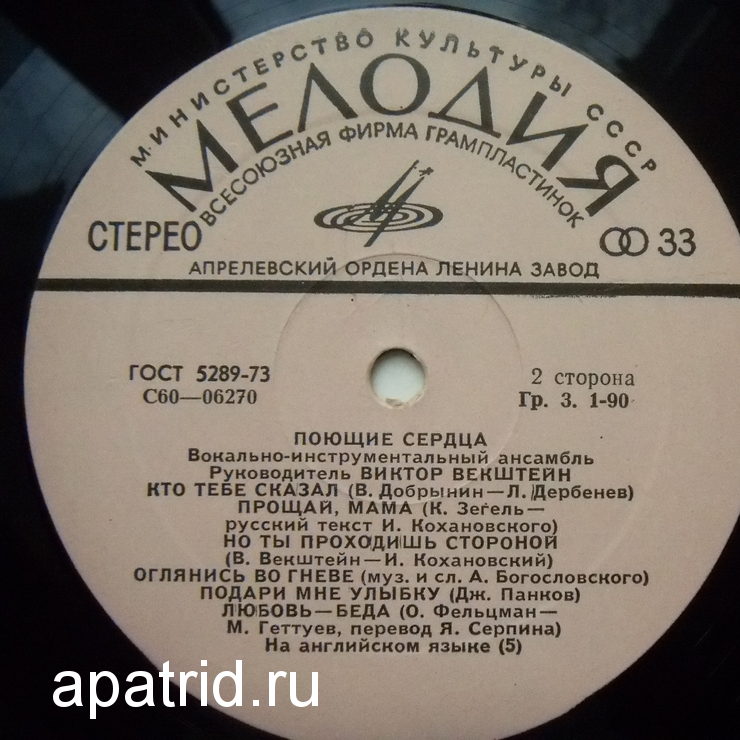 МИНИСТЕРСТВО КУЛЬТУРЫ СССР
МЕЛОДИЯ
ВСЕСОЮЗНАЯ ФИРМА ГРАМПЛАСТИНОК
СТЕРЕО
33
АПРЕЛЕВСКИЙ ОРДЕНА ЛЕНИНА ЗАВОД
ГОСТ 5289-73
С60—06270
2 сторона
Гр. 3. 1-90
ПОЮЩИЕ СЕРДЦА
Вокально-инструментальный ансамбль
Руководитель ВИКТОР ВЕКШТЕЙН
КТО ТЕБЕ СКАЗАЛ (В. Добрынин—Л. Дербенев)
ПРОЩАЙ, МАМА (К. Зегель—
русский текст И. Кохановского)
НО ТЫ ПРОХОДИШЬ СТОРОНОЙ
(В. Векштейн—И. Кохановский)
ОГЛЯНИСЬ ВО ГНЕВЕ (муз. и сл. А. Богословского)
ПОДАРИ МНЕ УЛЫБКУ (Дж. Панков)
ЛЮБОВЬ—БЕДА (О. Фельцман—
М. Геттуев, перевод Я. Серпина)
На английском языке (5)
apatrid.ru